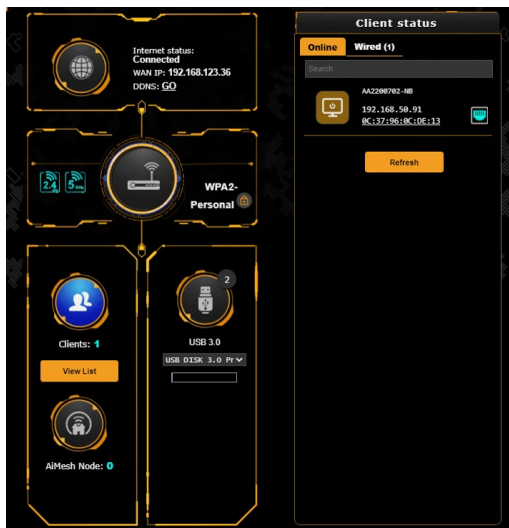 Internet status:
Connected
WAN IP: 192.168.123.36
DDNS: GO
2.4
GHz
5
GHz
WPA2-
Personal
Clients: 1
View List
AiMesh Node: 0
2
USB 3.0
USB DISK 3.0 Pr
Client status
Online
Wired (1)
Search
AA2200702-NB
192.168.50.91
0C:37:96:0C:DE:13
Refresh